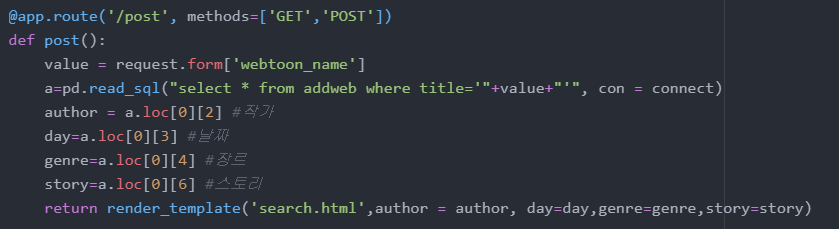 @app.route('/post', methods=['GET','POST'])
def post():
    value = request.form['webtoon_name']
    a=pd.read_sql("select * from addweb where title='"+value+"'", con = connect)
    author = a.loc[0][2] #작가
    day=a.loc[0][3] #날짜
    genre=a.loc[0][4] #장르
    story=a.loc[0][6] #스토리
    return render_template('search.html',author = author, day=day,genre=genre,story=story)